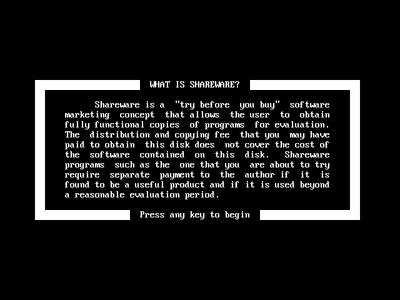 WHAT IS SHAREWARE?
Shareware is a "try before you buy" software
marketing concept that allows the user to obtain
fully functional copies of programs for evaluation.
The distribution and copying fee that you may have
paid to obtain this disk does not cover the cost of
the software contained on this disk. Shareware
programs such as the one that you are about to try
require separate payment to the author if it is
found to be a useful product and if it is used beyond
a reasonable evaluation period.
Press any key to begin